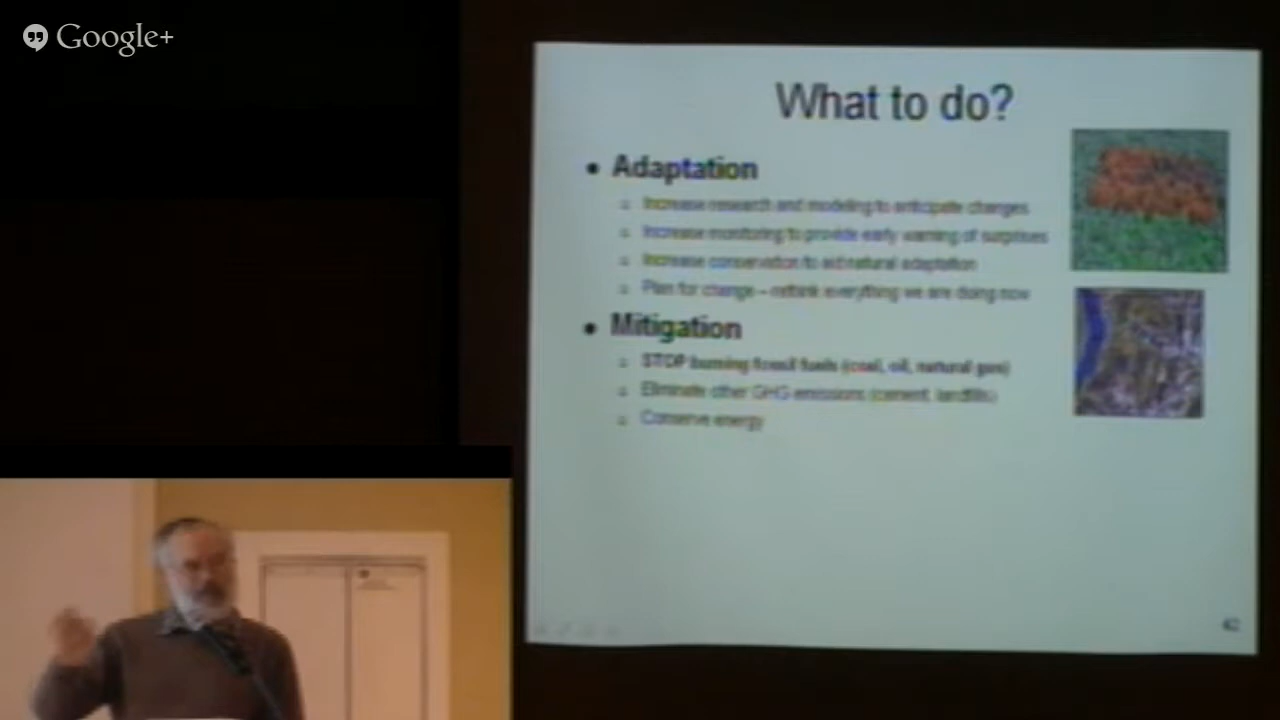 Google+
What to do?
• Adaptation
Increase research and modeling to anticipate changes
Increase monitoring to provide early warning of surprises
Increase conservation to aid natural adaptation
Plan for change – rethink everything we are doing now
• Mitigation
STOP burning fossil fuels (coal, oil, natural gas)
Eliminate other GHG emissions (cement, landfills)
Conserve energy
42